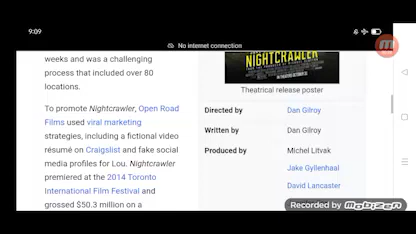 9:09
No internet connection
weeks and was a challenging
process that included over 80
locations.
To promote Nightcrawler, Open Road
Films used viral marketing
strategies, including a fictional video
résumé on Craigslist and fake social
media profiles for Lou. Nightcrawler
premiered at the 2014 Toronto
International Film Festival and
grossed $50.3 million on a
NIGHTCRAWLER
Theatrical release poster
Directed by Dan Gilroy
Written by Dan Gilroy
Produced by Michel Litvak
Jake Gyllenhaal
David Lancaster
Recorded by mobizen